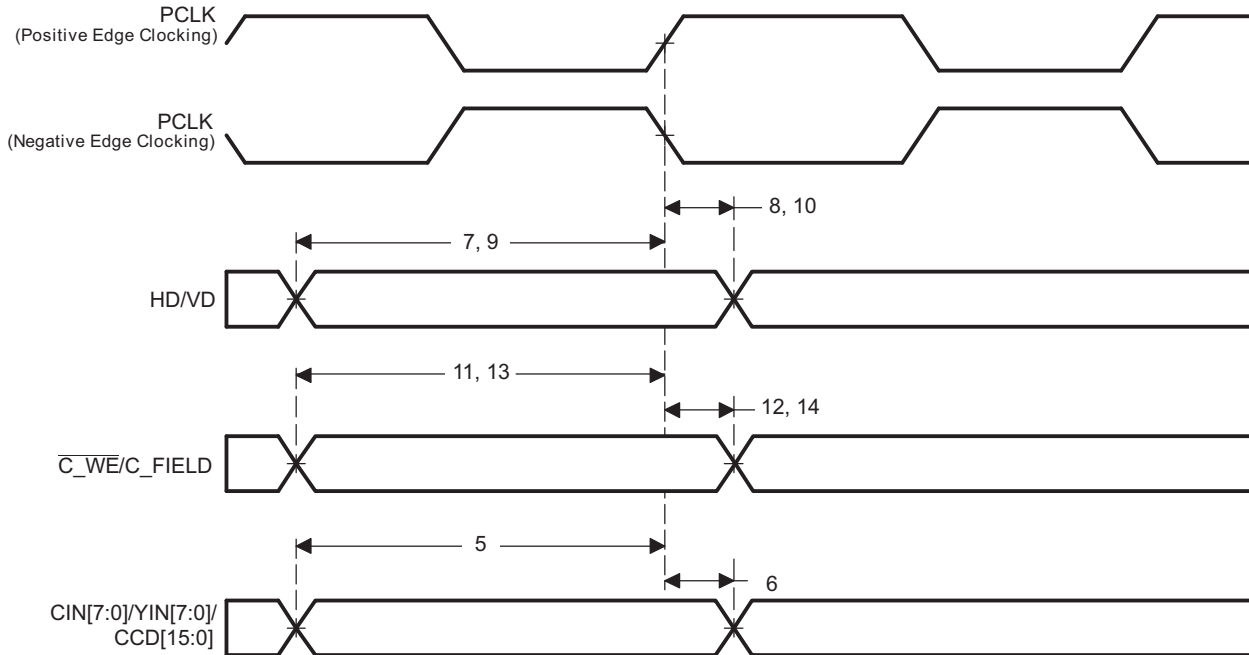 PCLK
(Positive Edge Clocking)
PCLK
(Negative Edge Clocking)
8, 10
7, 9
HD/VD
11, 13
12, 14
C_WE/C_FIELD
5
6
CIN[7:0]/YIN[7:0]/
CCD[15:0]